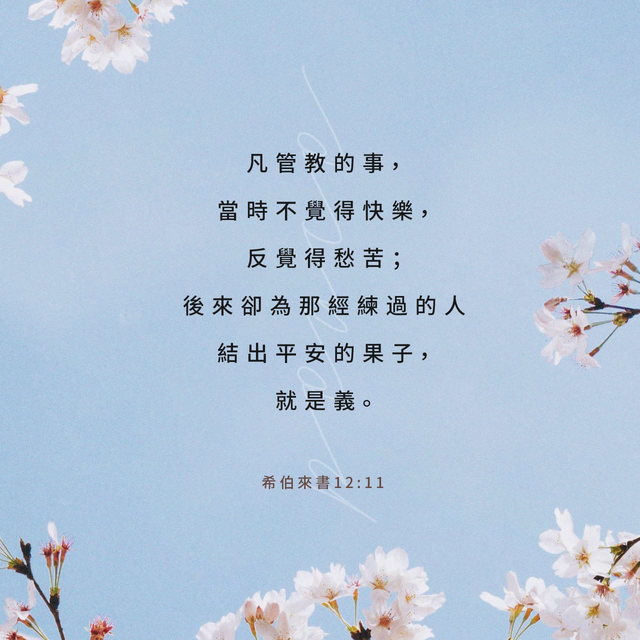 凡管教的事，
當時不覺得快樂，
反覺得愁苦；
後來卻為那經練過的人
結出平安的果子，
就是義。
peace
希伯來書12:11